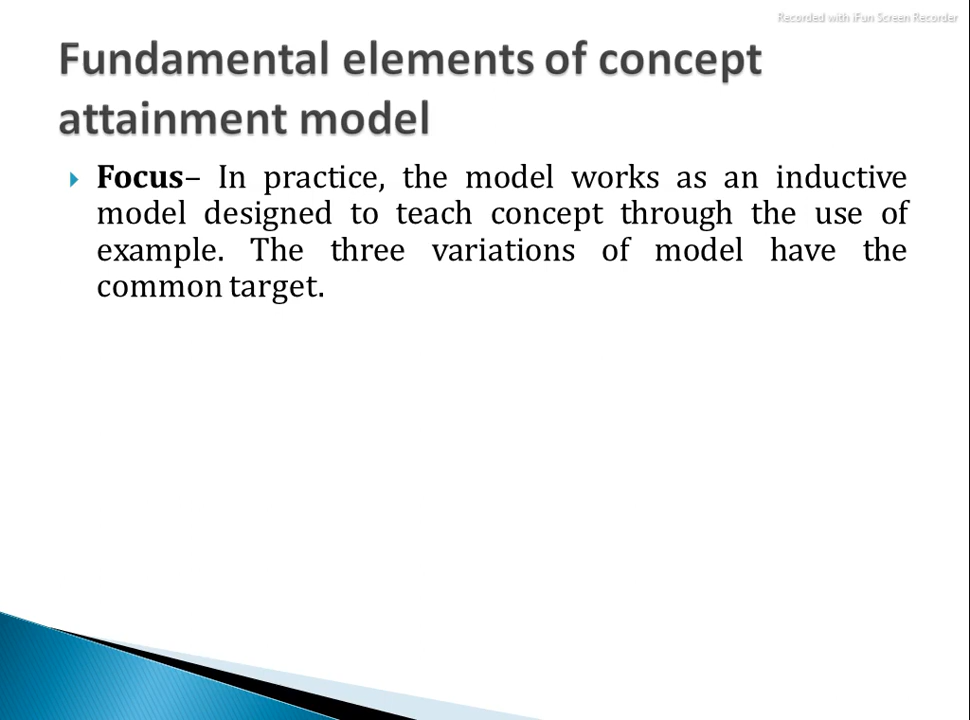 Recorded with iFun Screen Recorder
Fundamental elements of concept
attainment model
Focus– In practice, the model works as an inductive
model designed to teach concept through the use of
example. The three variations of model have the
common target.